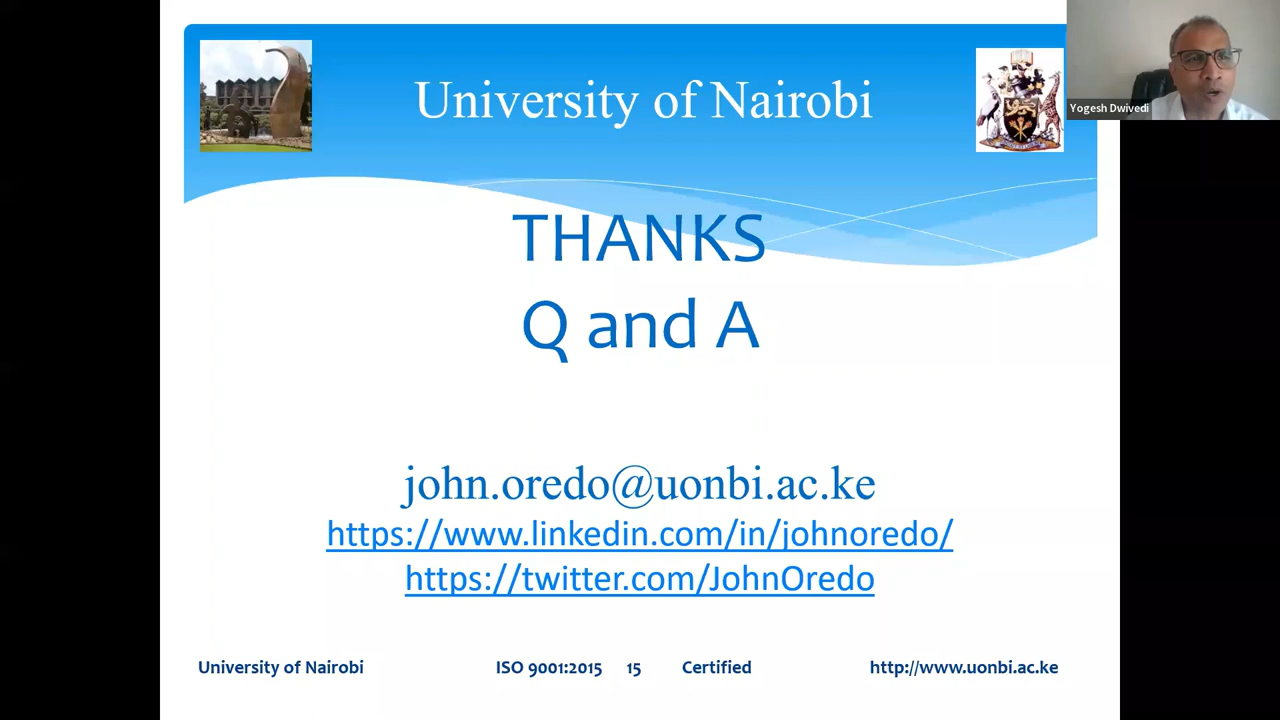 University of Nairobi
Yogesh Dwivedi
THANKS
Q and A
john.oredo@uonbi.ac.ke
https://www.linkedin.com/in/johnoredo/
https://twitter.com/JohnOredo
University of Nairobi ISO 9001:2015 15 Certified http://www.uonbi.ac.ke